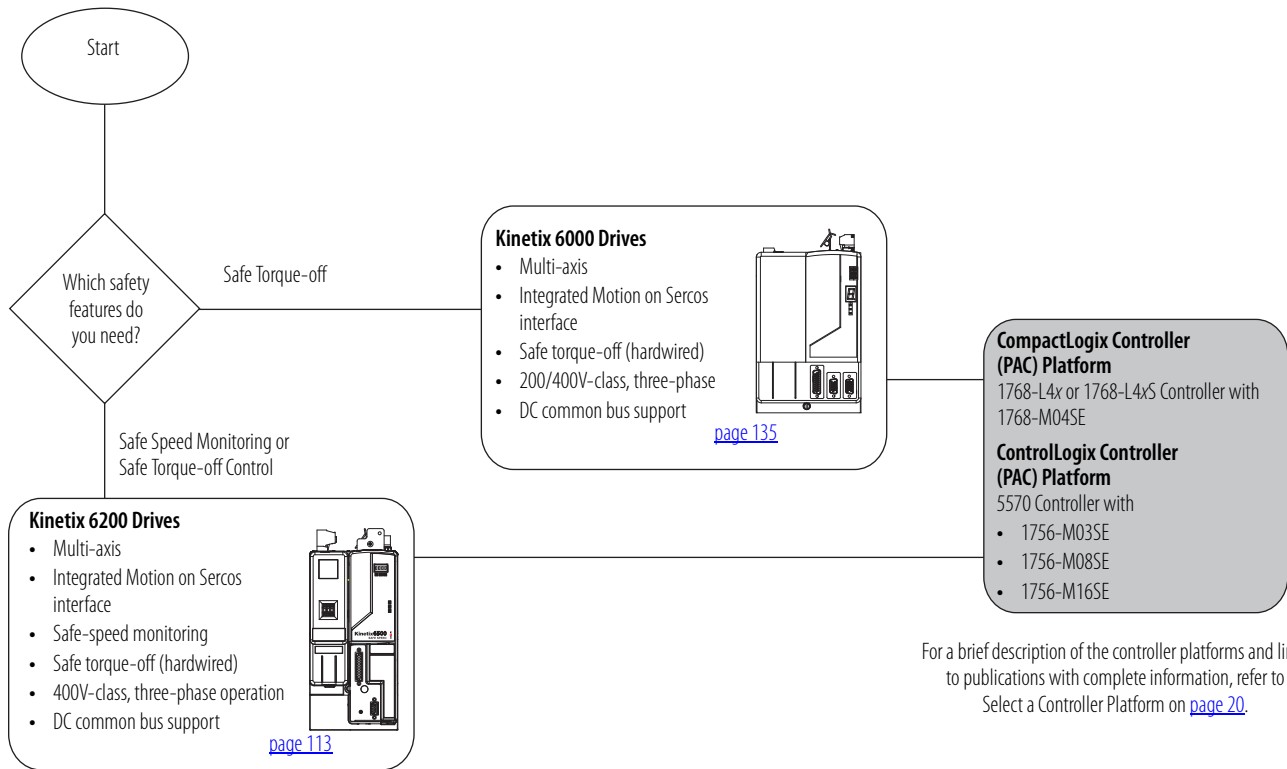 Start
Which safety
features do
you need?
Safe Torque-off
Safe Speed Monitoring or
Safe Torque-off Control
Kinetix 6000 Drives
• Multi-axis
• Integrated Motion on Sercos
interface
• Safe torque-off (hardwired)
• 200/400V-class, three-phase
• DC common bus support
page 135
Kinetix 6200 Drives
• Multi-axis
• Integrated Motion on Sercos
interface
• Safe-speed monitoring
• Safe torque-off (hardwired)
• 400V-class, three-phase operation
• DC common bus support
Kinetix6500
page 113
CompactLogix Controller
(PAC) Platform
1768-L4x or 1768-L4xS Controller with
1768-M04SE
ControlLogix Controller
(PAC) Platform
5570 Controller with
• 1756-M03SE
• 1756-M08SE
• 1756-M16SE
For a brief description of the controller platforms and li
to publications with complete information, refer to
Select a Controller Platform on page 20.